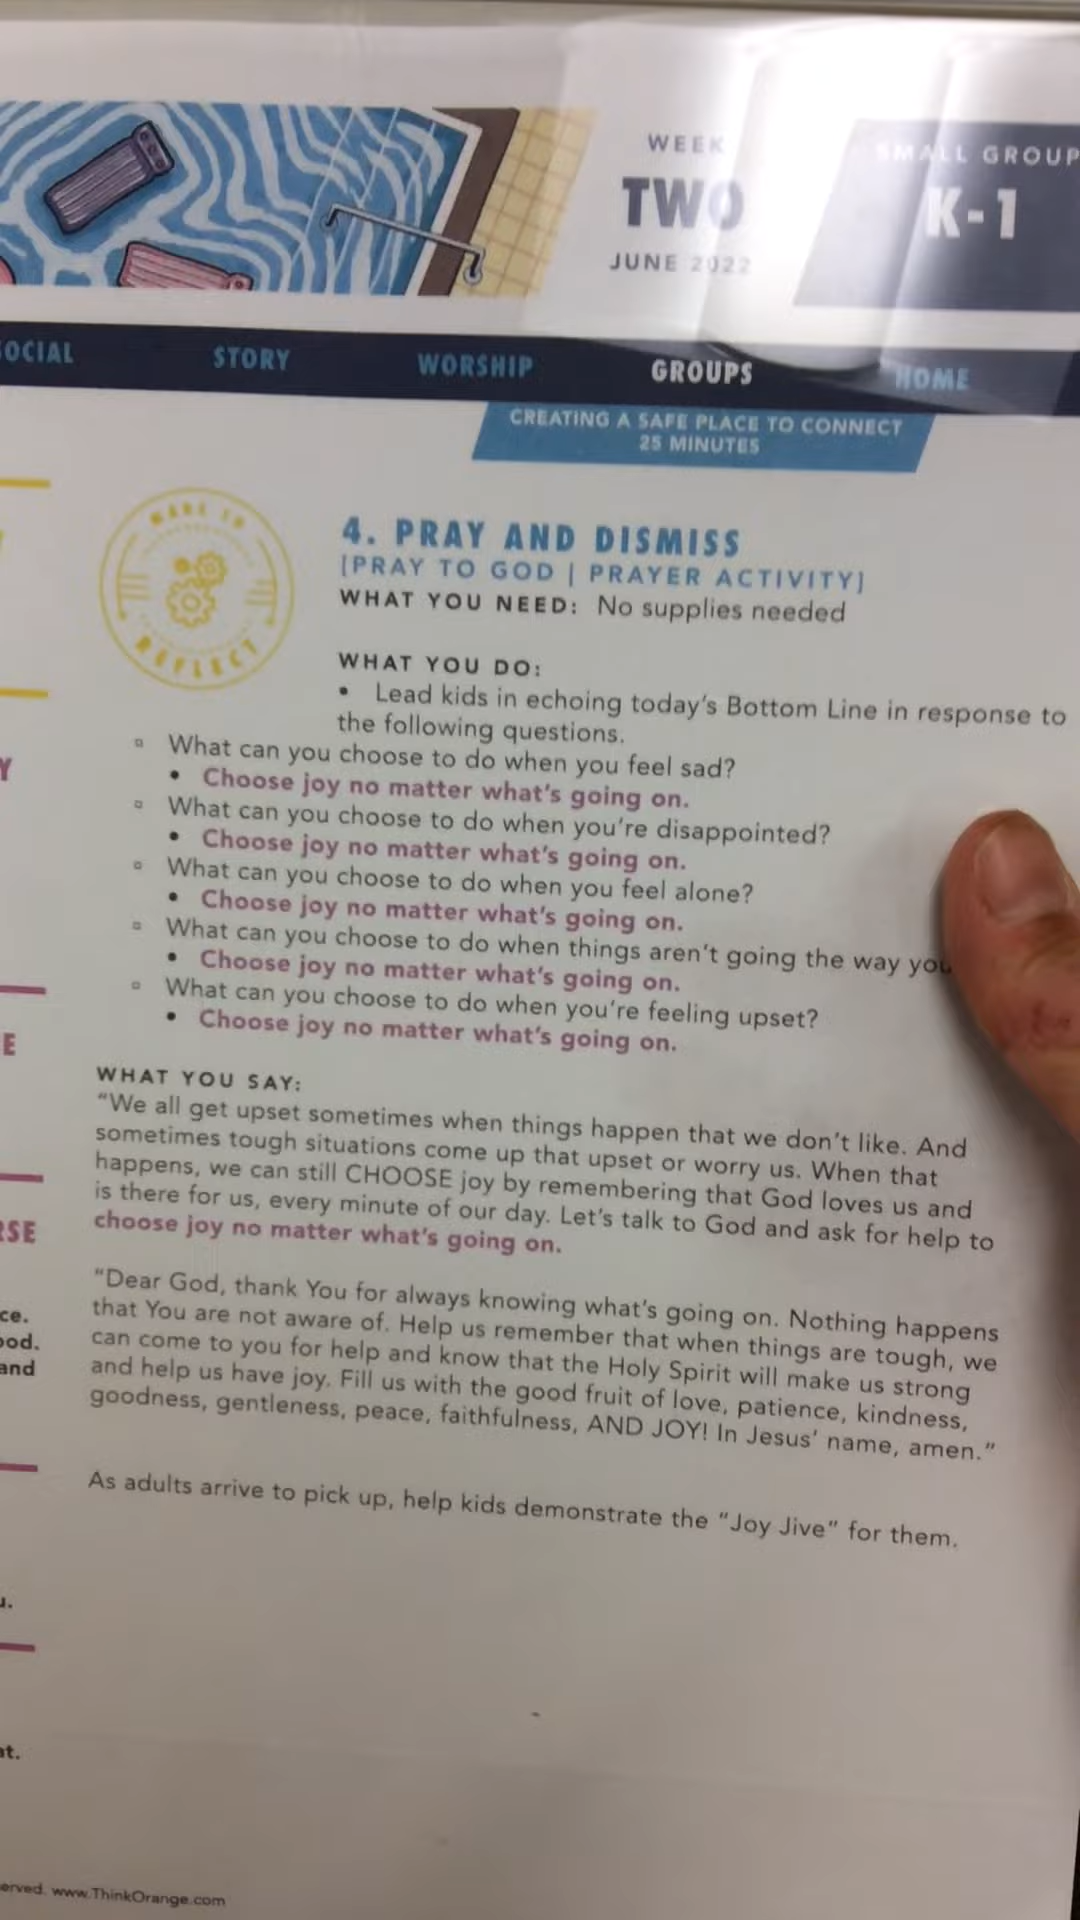 WEEK
TWO
JUNE 2022
SMALL GROUP
K-1
SOCIAL STORY WORSHIP GROUPS HOME
CREATING A SAFE PLACE TO CONNECT
25 MINUTES
MADE TO
REFLECT
4. PRAY AND DISMISS
[PRAY TO GOD | PRAYER ACTIVITY]
WHAT YOU NEED: No supplies needed
WHAT YOU DO:
• Lead kids in echoing today's Bottom Line in response to
the following questions.
▫ What can you choose to do when you feel sad?
• Choose joy no matter what's going on.
▫ What can you choose to do when you're disappointed?
• Choose joy no matter what's going on.
▫ What can you choose to do when you feel alone?
• Choose joy no matter what's going on.
▫ What can you choose to do when things aren't going the way you
• Choose joy no matter what's going on.
▫ What can you choose to do when you're feeling upset?
• Choose joy no matter what's going on.
WHAT YOU SAY:
"We all get upset sometimes when things happen that we don't like. And
sometimes tough situations come up that upset or worry us. When that
happens, we can still CHOOSE joy by remembering that God loves us and
is there for us, every minute of our day. Let's talk to God and ask for help to
choose joy no matter what's going on.
"Dear God, thank You for always knowing what's going on. Nothing happens
that You are not aware of. Help us remember that when things are tough, we
can come to you for help and know that the Holy Spirit will make us strong
and help us have joy. Fill us with the good fruit of love, patience, kindness,
goodness, gentleness, peace, faithfulness, AND JOY! In Jesus' name, amen."
As adults arrive to pick up, help kids demonstrate the "Joy Jive" for them.
and
www.ThinkOrange.com